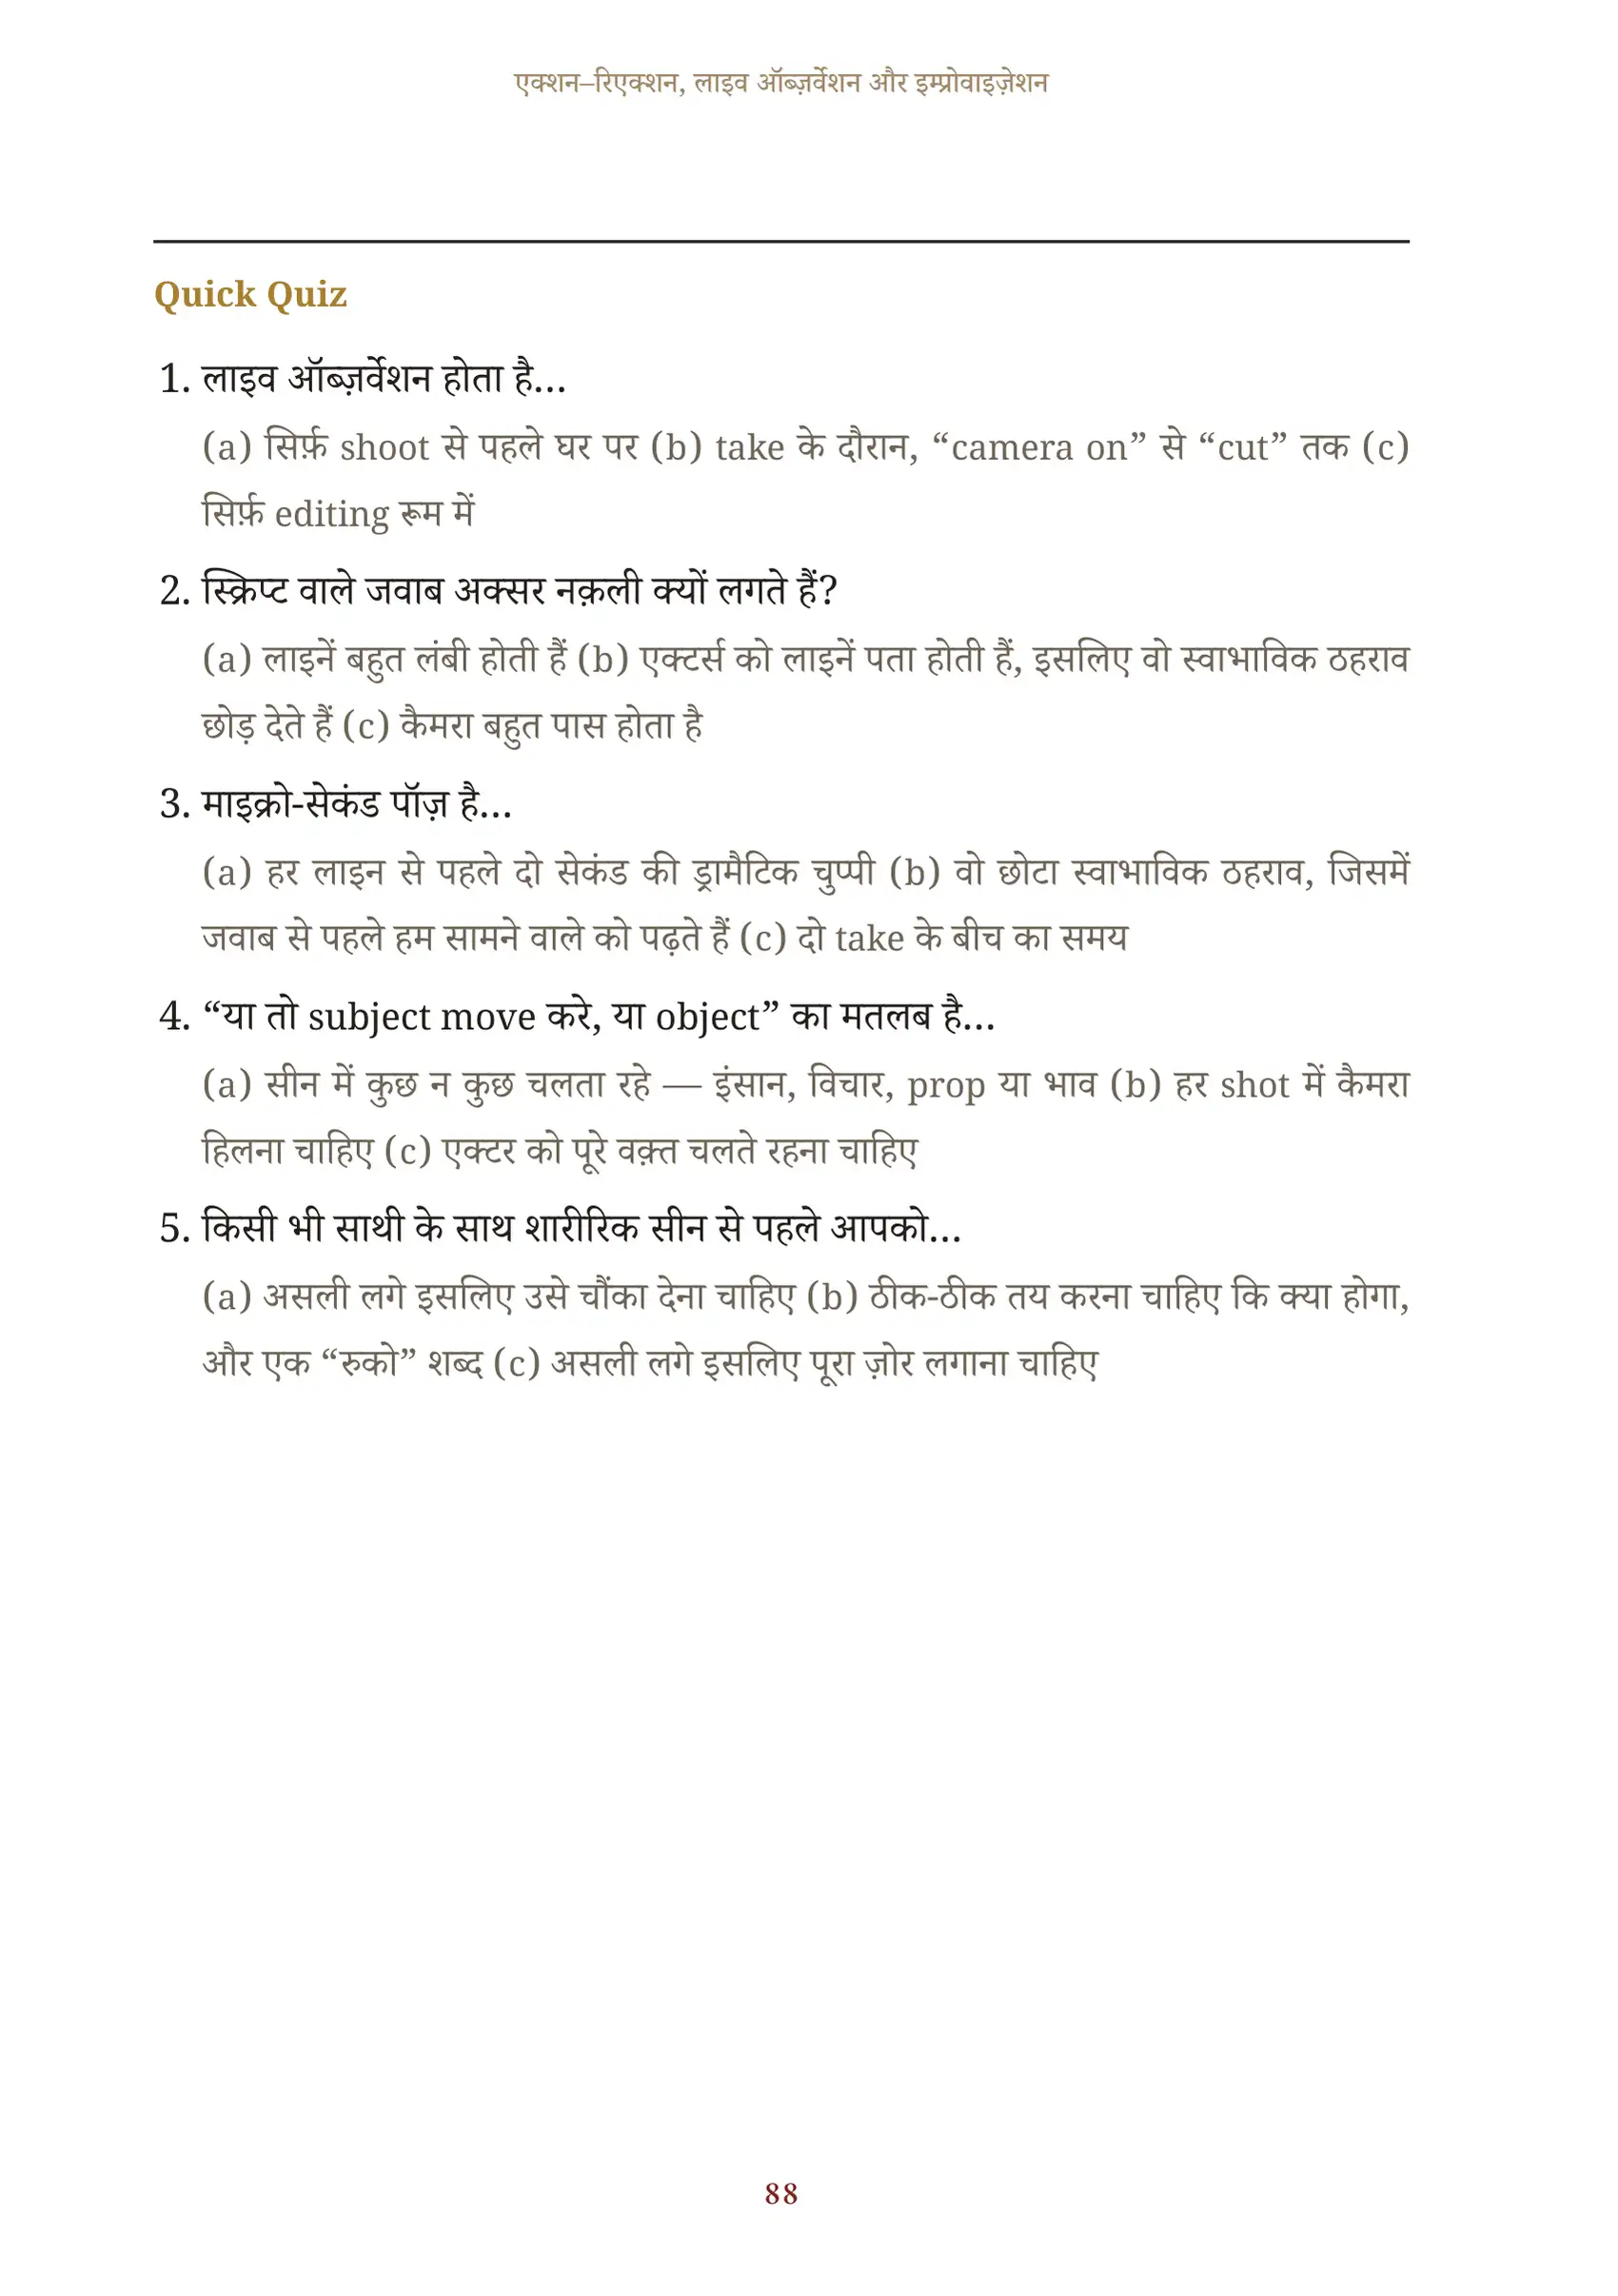 एक्शन–रिएक्शन, लाइव ऑब्ज़र्वेशन और इम्प्रोवाइज़ेशन
Quick Quiz
1. लाइव ऑब्ज़र्वेशन होता है…
(a) सिर्फ़ shoot से पहले घर पर (b) take के दौरान, “camera on” से “cut” तक (c)
सिर्फ़ editing रूम में
2. स्क्रिप्ट वाले जवाब अक्सर नक़ली क्यों लगते हैं?
(a) लाइनें बहुत लंबी होती हैं (b) एक्टर्स को लाइनें पता होती हैं, इसलिए वो स्वाभाविक ठहराव
छोड़ देते हैं (c) कैमरा बहुत पास होता है
3. माइक्रो-सेकंड पॉज़ है…
(a) हर लाइन से पहले दो सेकंड की ड्रामैटिक चुप्पी (b) वो छोटा स्वाभाविक ठहराव, जिसमें
जवाब से पहले हम सामने वाले को पढ़ते हैं (c) दो take के बीच का समय
4. “या तो subject move करे, या object” का मतलब है…
(a) सीन में कुछ न कुछ चलता रहे — इंसान, विचार, prop या भाव (b) हर shot में कैमरा
हिलना चाहिए (c) एक्टर को पूरे वक़्त चलते रहना चाहिए
5. किसी भी साथी के साथ शारीरिक सीन से पहले आपको…
(a) असली लगे इसलिए उसे चौंका देना चाहिए (b) ठीक-ठीक तय करना चाहिए कि क्या होगा,
और एक “रुको” शब्द (c) असली लगे इसलिए पूरा ज़ोर लगाना चाहिए
88